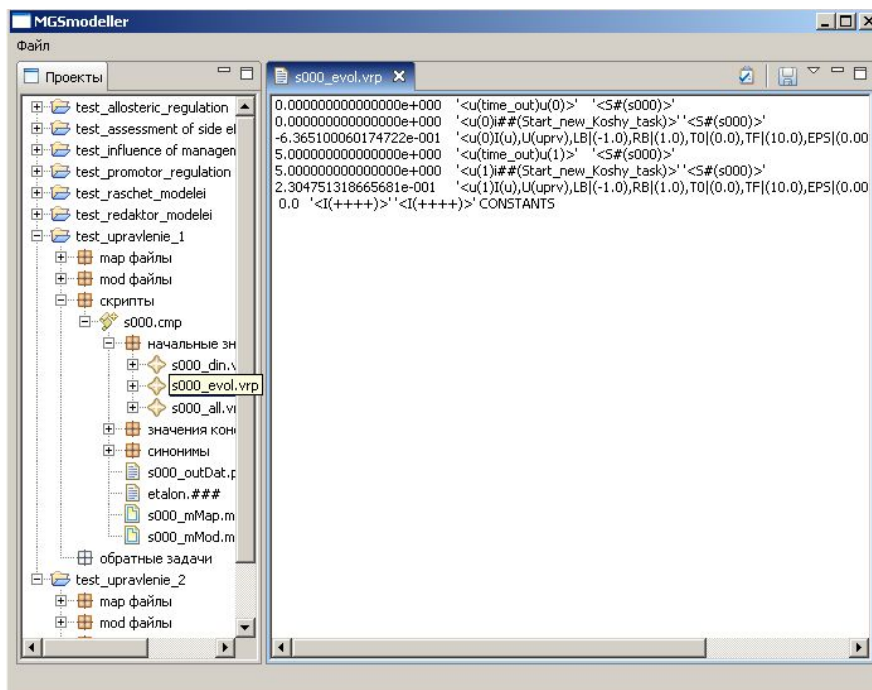 MGSmodeller
Файл
Проекты
test_allosteric_regulation
test_assessment of side el
test_influence of managen
test_promotor_regulation
test_raschet_modelei
test_redaktor_modelei
test_upravlenie_1
map файлы
mod файлы
скрипты
s000.cmp
начальные зн
s000_din.v
s000_evol.vrp
s000_all.vr
значения кон
синонимы
s000_outDat.p
etalon.###
s000_mMap.m
s000_mMod.m
обратные задачи
test_upravlenie_2
map файлы
mod файлы
s000_evol.vrp
0.000000000000000e+000 '<u(time_out)u(0)>' '<S#(s000)>'
0.000000000000000e+000 '<u(0)i##(Start_new_Koshy_task)>' '<S#(s000)>'
-6.365100060174722e-001 '<u(0)I(u),U(uprv),LB|(-1.0),RB|(1.0),T0|(0.0),TF|(10.0),EPS|(0.00
5.000000000000000e+000 '<u(time_out)u(1)>' '<S#(s000)>'
5.000000000000000e+000 '<u(1)i##(Start_new_Koshy_task)>' '<S#(s000)>'
2.304751318665681e-001 '<u(1)I(u),U(uprv),LB|(-1.0),RB|(1.0),T0|(0.0),TF|(10.0),EPS|(0.00
0.0 '<I(++++)>' '<I(++++)>' CONSTANTS